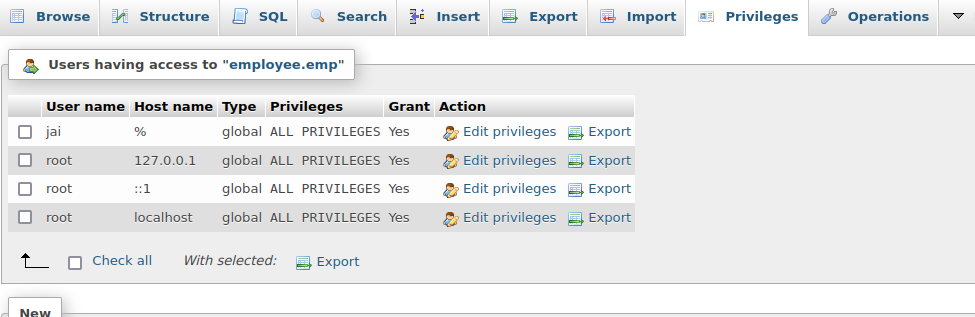 Browse Structure SQL Search Insert Export Import Privileges Operations
Users having access to "employee.emp"
User name Host name Type Privileges Grant Action
jai % global ALL PRIVILEGES Yes Edit privileges Export
root 127.0.0.1 global ALL PRIVILEGES Yes Edit privileges Export
root ::1 global ALL PRIVILEGES Yes Edit privileges Export
root localhost global ALL PRIVILEGES Yes Edit privileges Export
Check all With selected: Export
New